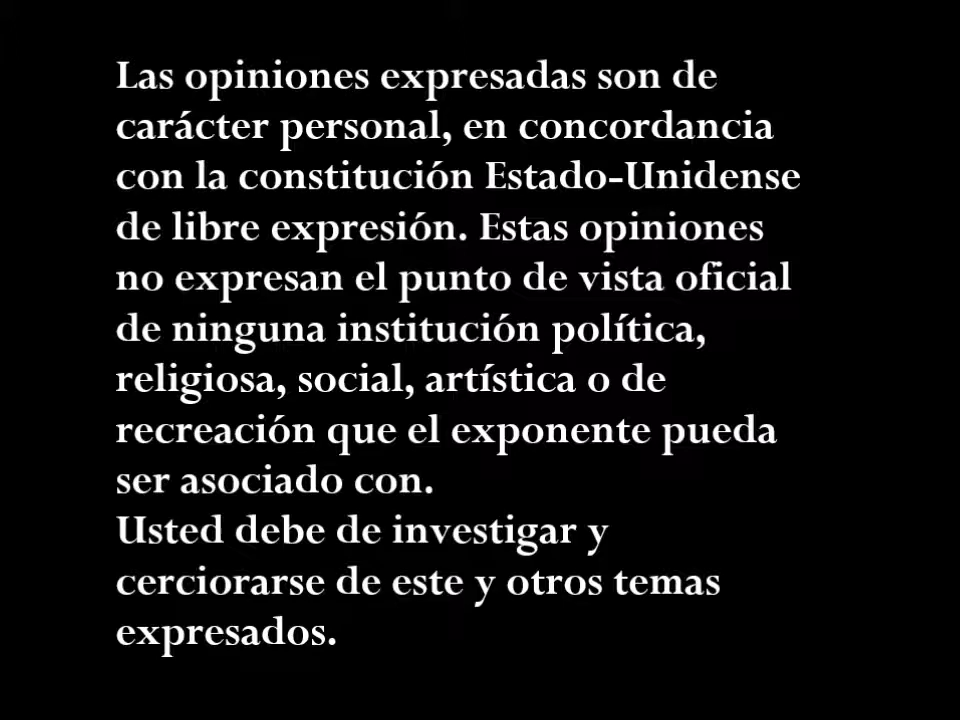 Las opiniones expresadas son de
carácter personal, en concordancia
con la constitución Estado-Unidense
de libre expresión. Estas opiniones
no expresan el punto de vista oficial
de ninguna institución política,
religiosa, social, artística o de
recreación que el exponente pueda
ser asociado con.
Usted debe de investigar y
cerciorarse de este y otros temas
expresados.